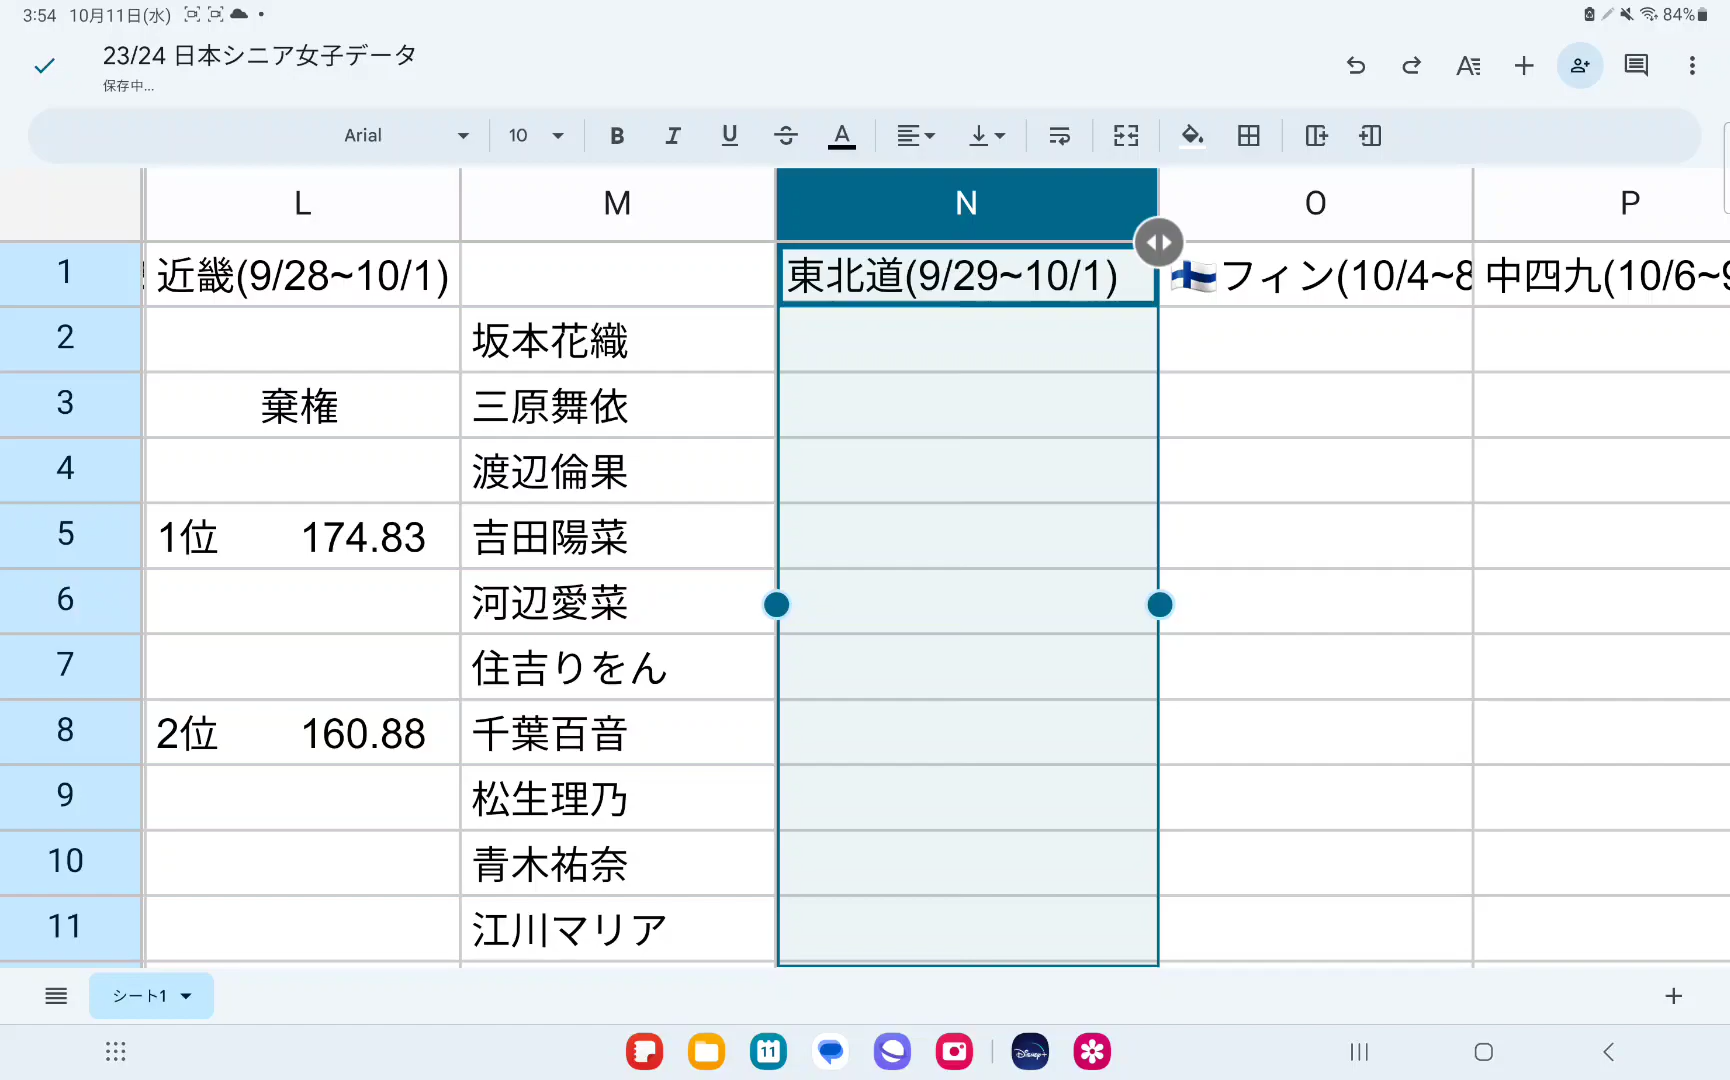 3:54 10月11日(水) 84%
23/24 日本シニア女子データ
保存中...
Arial 10 B I U S A
L M N O P
1 近畿(9/28~10/1) 東北道(9/29~10/1) 🇫🇮フィン(10/4~8 中四九(10/6~9
2 坂本花織
3 棄権 三原舞依
4 渡辺倫果
5 1位 174.83 吉田陽菜
6 河辺愛菜
7 住吉りをん
8 2位 160.88 千葉百音
9 松生理乃
10 青木祐奈
11 江川マリア
シート1
11 Disney+